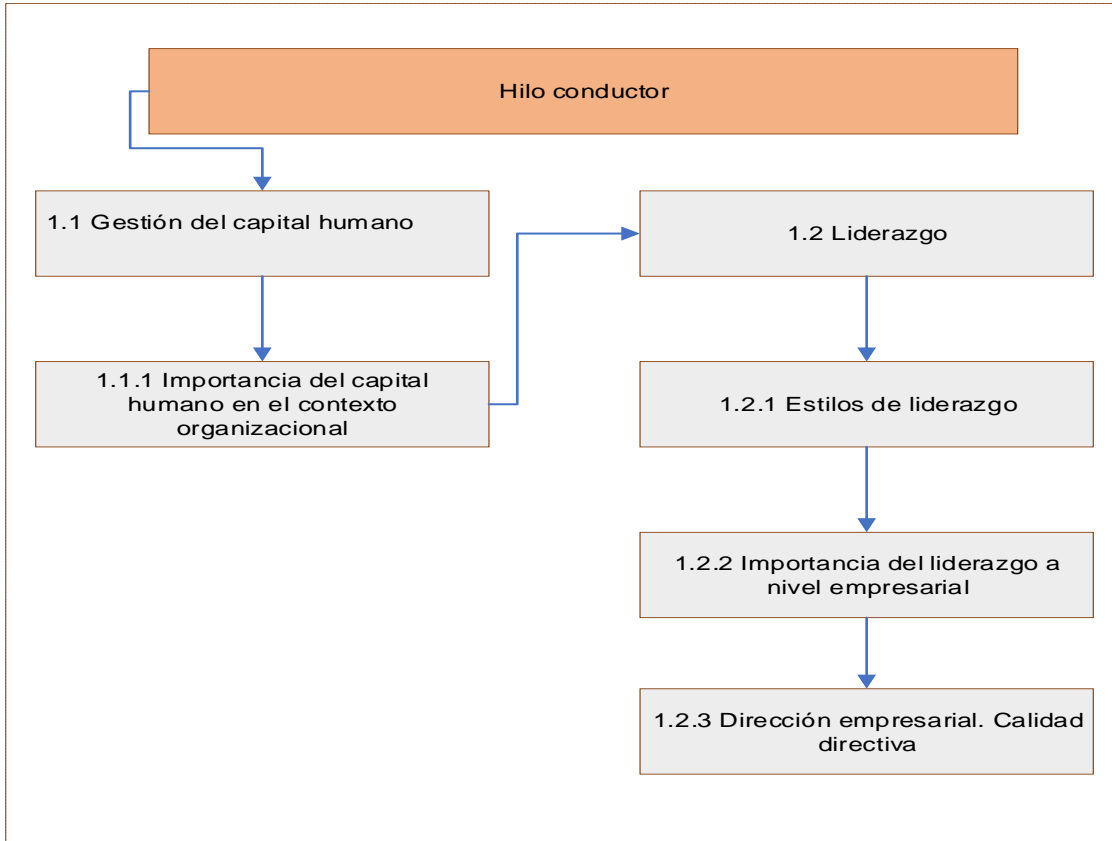 Hilo conductor
1.1 Gestión del capital humano
1.1.1 Importancia del capital
humano en el contexto
organizacional
1.2 Liderazgo
1.2.1 Estilos de liderazgo
1.2.2 Importancia del liderazgo a
nivel empresarial
1.2.3 Dirección empresarial. Calidad
directiva